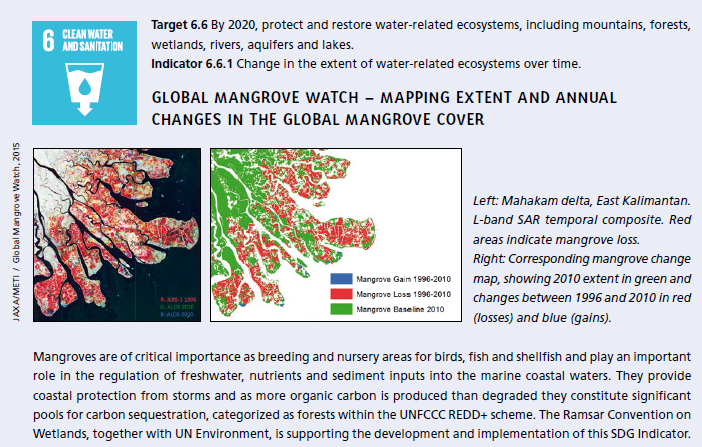 6 CLEAN WATER
AND SANITATION
Target 6.6 By 2020, protect and restore water-related ecosystems, including mountains, forests,
wetlands, rivers, aquifers and lakes.
Indicator 6.6.1 Change in the extent of water-related ecosystems over time.
GLOBAL MANGROVE WATCH – MAPPING EXTENT AND ANNUAL
CHANGES IN THE GLOBAL MANGROVE COVER
JAXA/METI / Global Mangrove Watch, 2015
R: JERS-1 1996
G: ALOS 2010
B: ALOS 2010
Mangrove Gain 1996-2010
Mangrove Loss 1996-2010
Mangrove Baseline 2010
Left: Mahakam delta, East Kalimantan.
L-band SAR temporal composite. Red
areas indicate mangrove loss.
Right: Corresponding mangrove change
map, showing 2010 extent in green and
changes between 1996 and 2010 in red
(losses) and blue (gains).
Mangroves are of critical importance as breeding and nursery areas for birds, fish and shellfish and play an important
role in the regulation of freshwater, nutrients and sediment inputs into the marine coastal waters. They provide
coastal protection from storms and as more organic carbon is produced than degraded they constitute significant
pools for carbon sequestration, categorized as forests within the UNFCCC REDD+ scheme. The Ramsar Convention on
Wetlands, together with UN Environment, is supporting the development and implementation of this SDG Indicator.